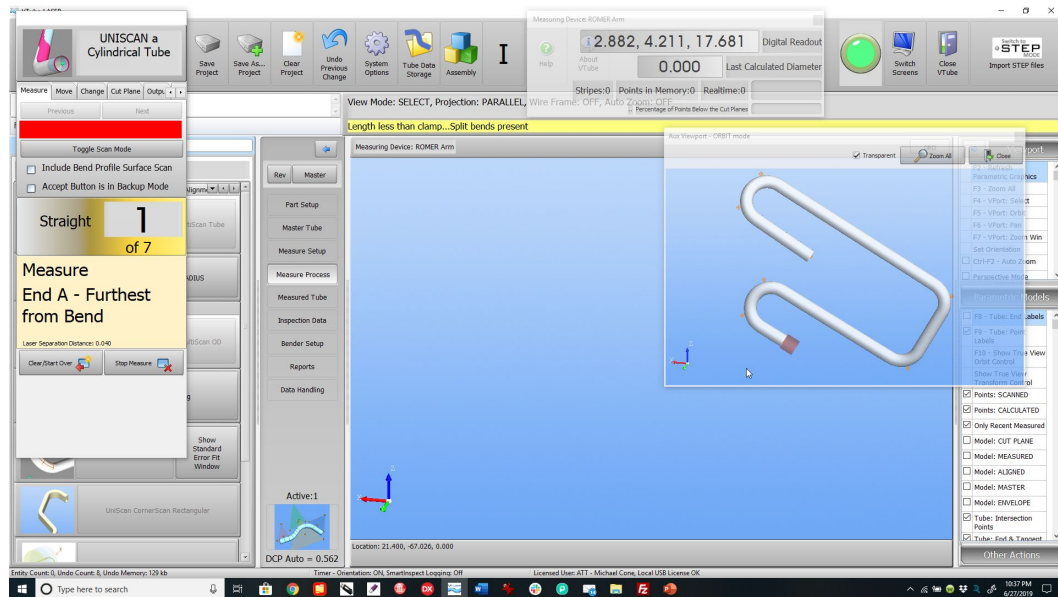 VTube-LASER
UNISCAN a
Cylindrical Tube
Save
Project
Save As...
Project
Clear
Project
Undo
Previous
Change
System
Options
Tube Data
Storage
Assembly
I
Measuring Device: ROMER Arm
Help
About
VTube
2.882, 4.211, 17.681
Digital Readout
0.000
Last Calculated Diameter
Stripes:0 Points in Memory:0 Realtime:0
Percentage of Points Below the Cut Planes
Switch
Screens
Close
VTube
Switch to
STEP
MODE
Import STEP files
Measure
Move
Change
Cut Plane
Previous
Next
Toggle Scan Mode
Include Bend Profile Surface Scan
Accept Button is in Backup Mode
Straight
1
of 7
Measure
End A - Furthest
from Bend
Laser Separation Distance: 0.040
Clear/Start Over
Stop Measure
View Mode: SELECT, Projection: PARALLEL, Wire Frame: OFF, Auto Zoom: OFF
Length less than clamp...Split bends present
Measuring Device: ROMER Arm
Rev
Master
Part Setup
Master Tube
Measure Setup
Measure Process
Measured Tube
Inspection Data
Bender Setup
Reports
Data Handling
Active:1
DCP Auto = 0.562
Show
Standard
Error Fit
Window
UniScan CornerScan Rectangular
Aux Viewport - ORBIT mode
Transparent
Zoom All
Close
F2 - Refresh
Parametric Graphics
F3 - Zoom All
F4 - VPort: Select
F5 - VPort: Orbit
F6 - VPort: Pan
F7 - VPort: Zoom Win
Set Orientation
Ctrl-F2 - Auto Zoom
Perspective Mode
Parametric Models
F8 - Tube: End Labels
F9 - Tube: Point
Labels
F10 - Show True View
Orbit Control
Show True View
Transform Control
Points: SCANNED
Points: CALCULATED
Only Recent Measured
Model: CUT PLANE
Model: MEASURED
Model: ALIGNED
Model: MASTER
Model: ENVELOPE
Tube: Intersection
Points
Tube: End & Tangent
Other Actions
Location: 21.400, -67.026, 0.000
Entity Count: 0, Undo Count: 8, Undo Memory: 129 kb
Timer - Orientation: ON, SmartInspect Logging: Off
Licensed User: ATT - Michael Cone, Local USB License OK
Type here to search
10:37 PM
6/27/2019